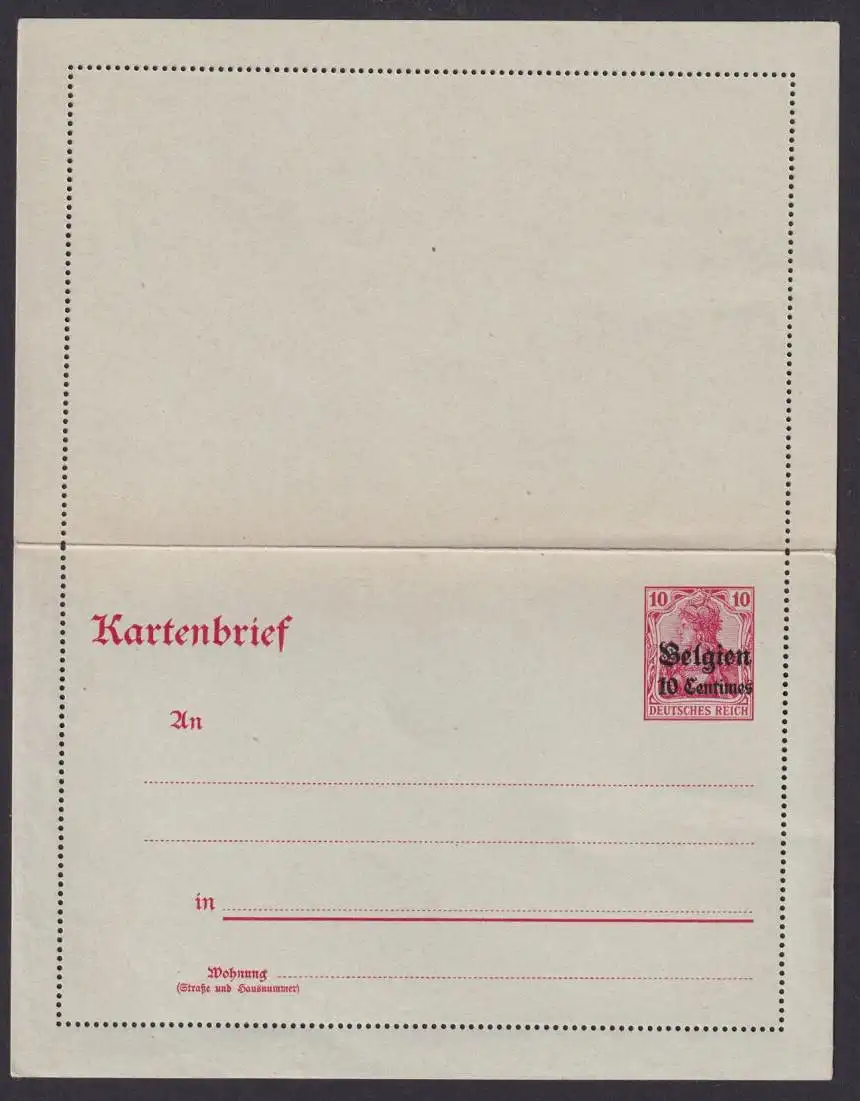 10 10
Kartenbrief
Belgien
10 Centimes
DEUTSCHES REICH
An
in
Wohnung
(Straße und Hausnummer)